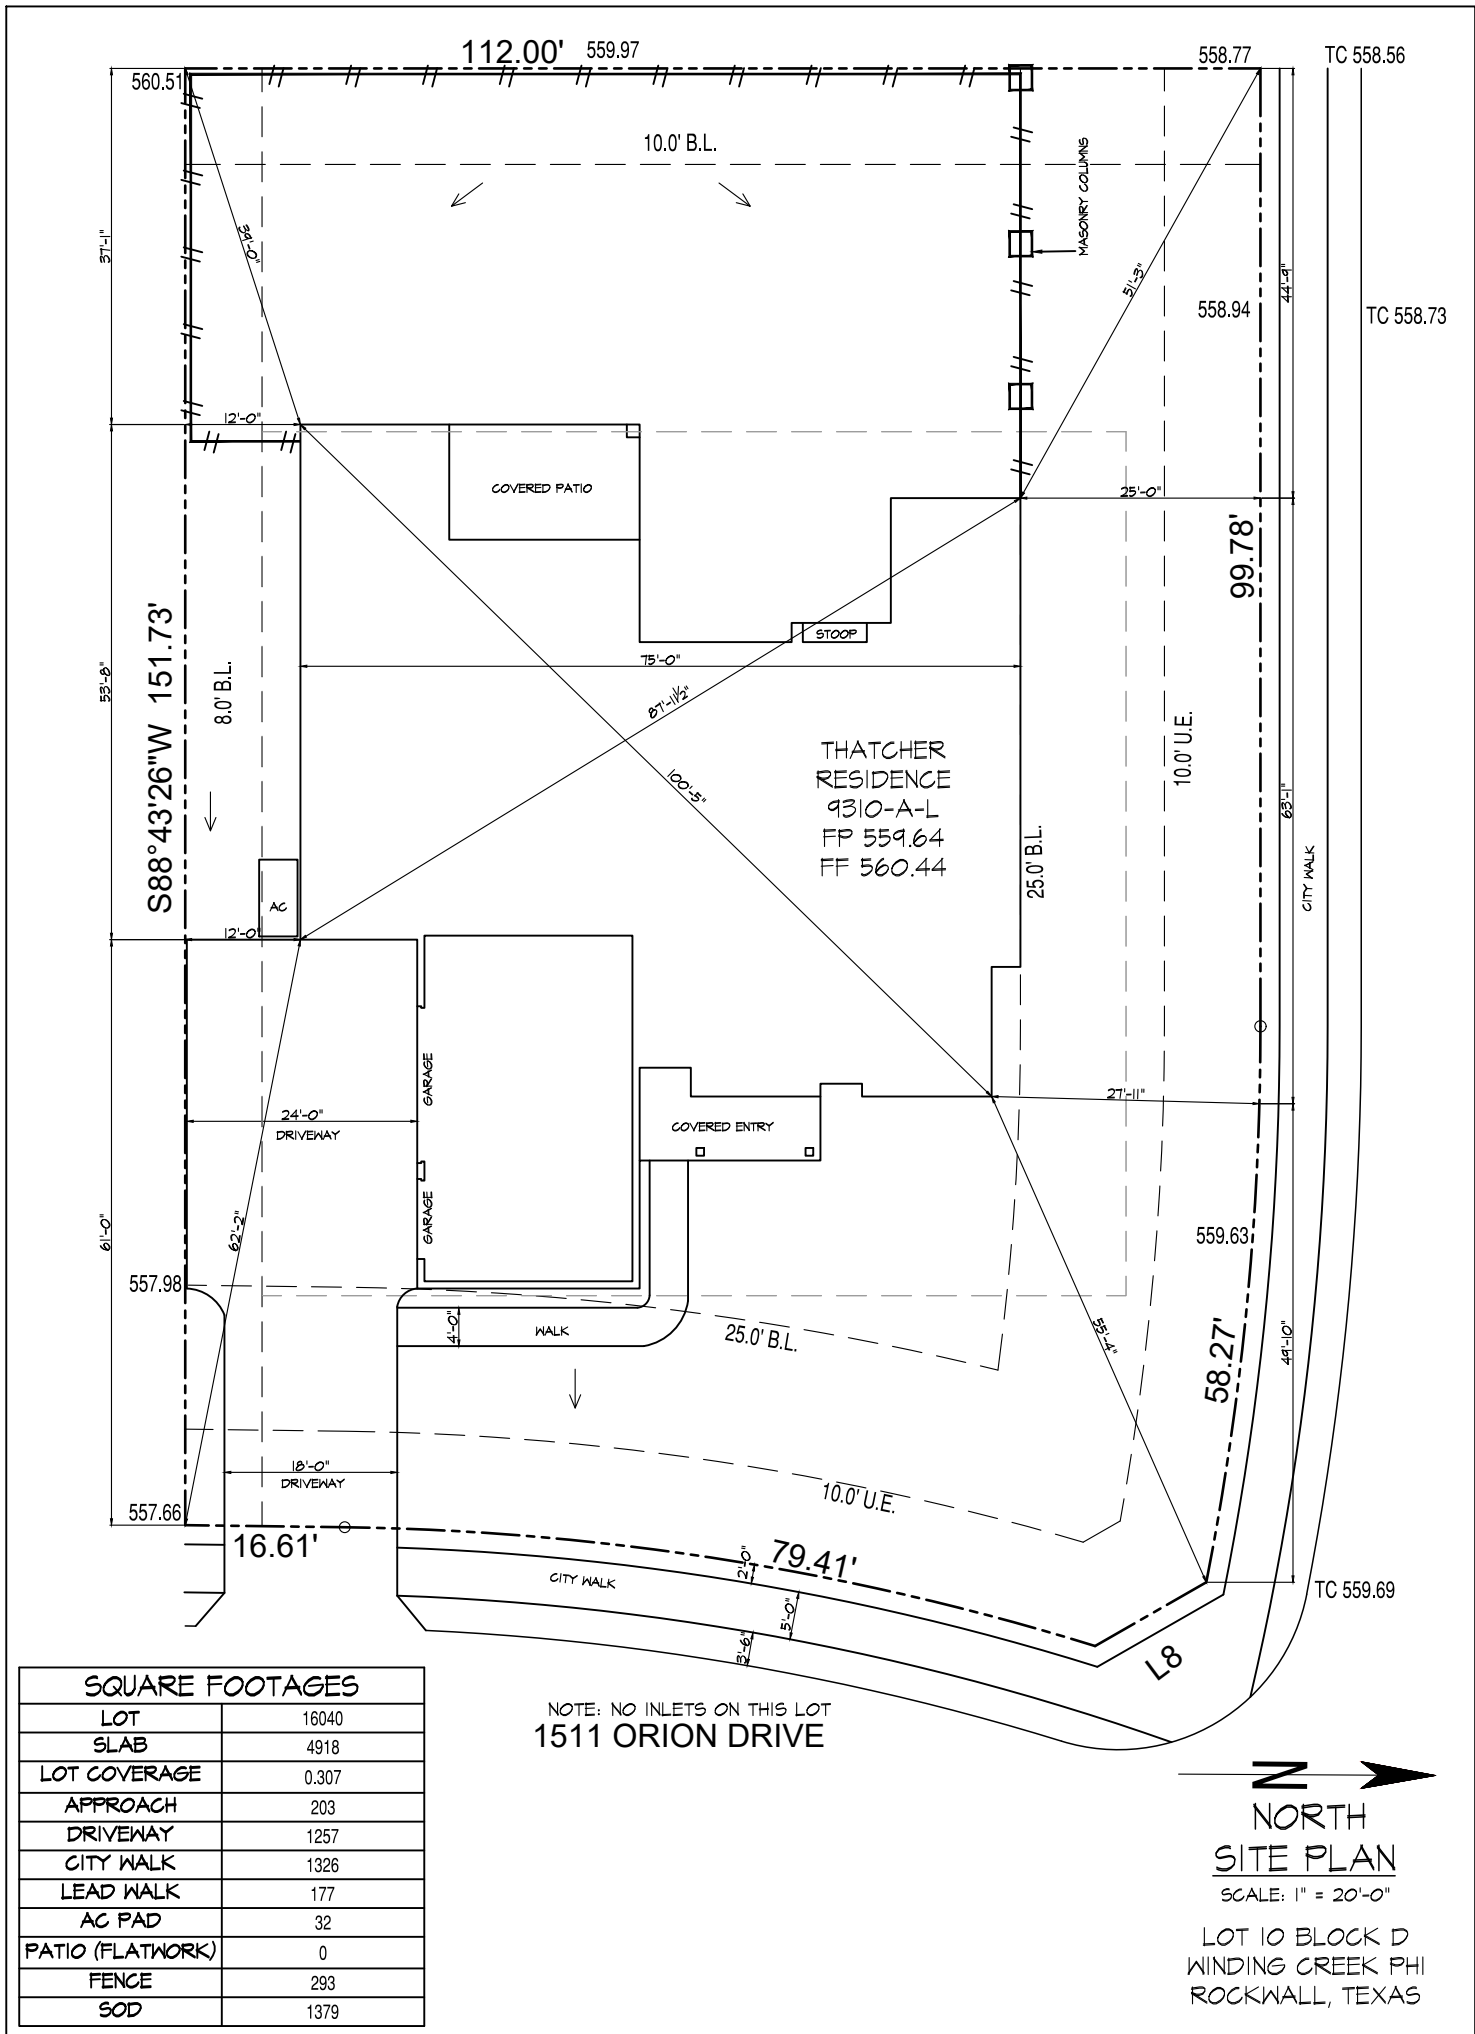 112.00'
559.97
558.77
TC 558.56
560.51
10.0' B.L.
MASONRY COLUMNS
37'-1"
39'-0"
51'-3"
44'-9"
558.94
TC 558.73
12'-0"
COVERED PATIO
25'-0"
99.78'
STOOP
75'-0"
S88°43'26"W 151.73'
53'-8"
8.0' B.L.
87'-11½"
100'-5"
THATCHER
RESIDENCE
9310-A-L
FP 559.64
FF 560.44
10.0' U.E.
25.0' B.L.
63'-1"
CITY WALK
AC
12'-0"
GARAGE
24'-0"
DRIVEWAY
COVERED ENTRY
27'-11"
GARAGE
61'-0"
62'-2"
559.63
557.98
4'-0"
WALK
25.0' B.L.
55'-4"
58.27'
49'-10"
18'-0"
DRIVEWAY
10.0' U.E.
557.66
16.61'
79.41'
2'-0"
CITY WALK
5'-0"
3'-6"
TC 559.69
L8
SQUARE FOOTAGES
LOT 16040
SLAB 4918
LOT COVERAGE 0.307
APPROACH 203
DRIVEWAY 1257
CITY WALK 1326
LEAD WALK 177
AC PAD 32
PATIO (FLATWORK) 0
FENCE 293
SOD 1379
NOTE: NO INLETS ON THIS LOT
1511 ORION DRIVE
N
NORTH
SITE PLAN
SCALE: 1" = 20'-0"
LOT 10 BLOCK D
WINDING CREEK PH1
ROCKWALL, TEXAS